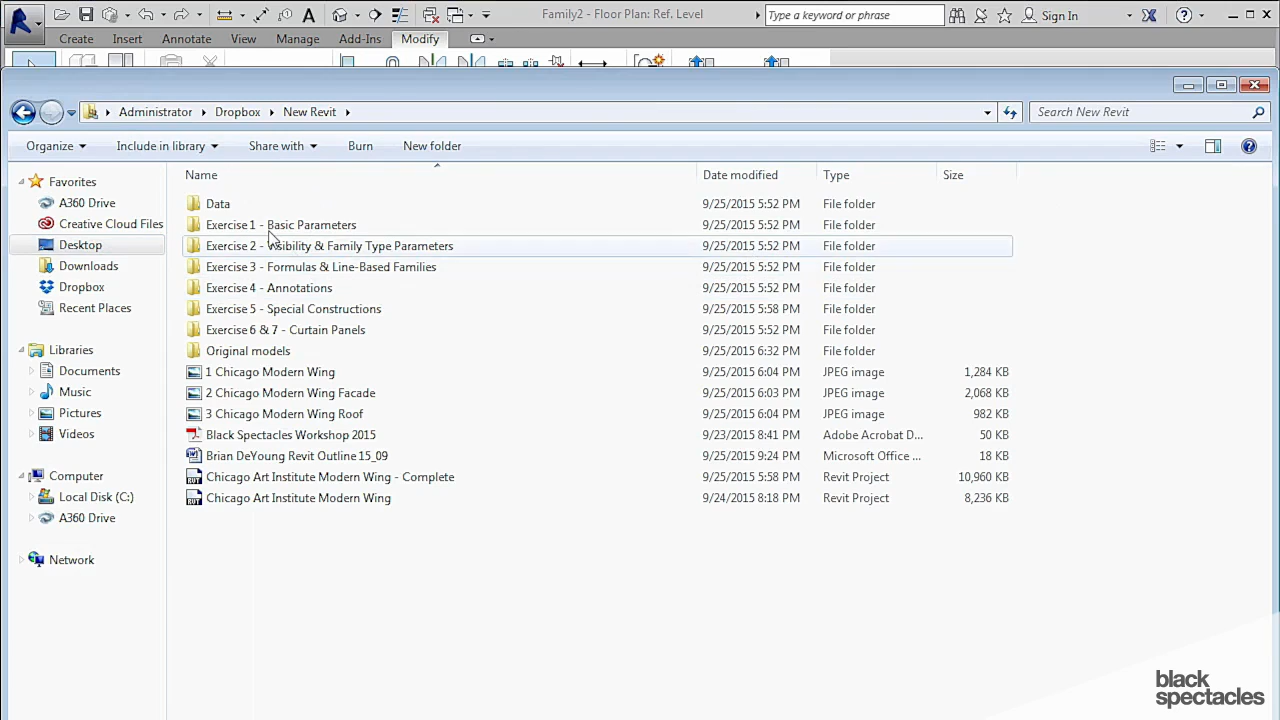 Family2 - Floor Plan: Ref. Level
Type a keyword or phrase
Sign In
Create Insert Annotate View Manage Add-Ins Modify
Administrator Dropbox New Revit
Search New Revit
Organize Include in library Share with Burn New folder
Name Date modified Type Size
Favorites
A360 Drive
Creative Cloud Files
Desktop
Downloads
Dropbox
Recent Places
Libraries
Documents
Music
Pictures
Videos
Computer
Local Disk (C:)
A360 Drive
Network
Data 9/25/2015 5:52 PM File folder
Exercise 1 - Basic Parameters 9/25/2015 5:52 PM File folder
Exercise 2 - Visibility & Family Type Parameters 9/25/2015 5:52 PM File folder
Exercise 3 - Formulas & Line-Based Families 9/25/2015 5:52 PM File folder
Exercise 4 - Annotations 9/25/2015 5:52 PM File folder
Exercise 5 - Special Constructions 9/25/2015 5:58 PM File folder
Exercise 6 & 7 - Curtain Panels 9/25/2015 5:52 PM File folder
Original models 9/25/2015 6:32 PM File folder
1 Chicago Modern Wing 9/25/2015 6:04 PM JPEG image 1,284 KB
2 Chicago Modern Wing Facade 9/25/2015 6:03 PM JPEG image 2,068 KB
3 Chicago Modern Wing Roof 9/25/2015 6:04 PM JPEG image 982 KB
Black Spectacles Workshop 2015 9/23/2015 8:41 PM Adobe Acrobat D... 50 KB
Brian DeYoung Revit Outline 15_09 9/25/2015 9:24 PM Microsoft Office ... 18 KB
Chicago Art Institute Modern Wing - Complete 9/25/2015 5:58 PM Revit Project 10,960 KB
Chicago Art Institute Modern Wing 9/24/2015 8:18 PM Revit Project 8,236 KB
black
spectacles